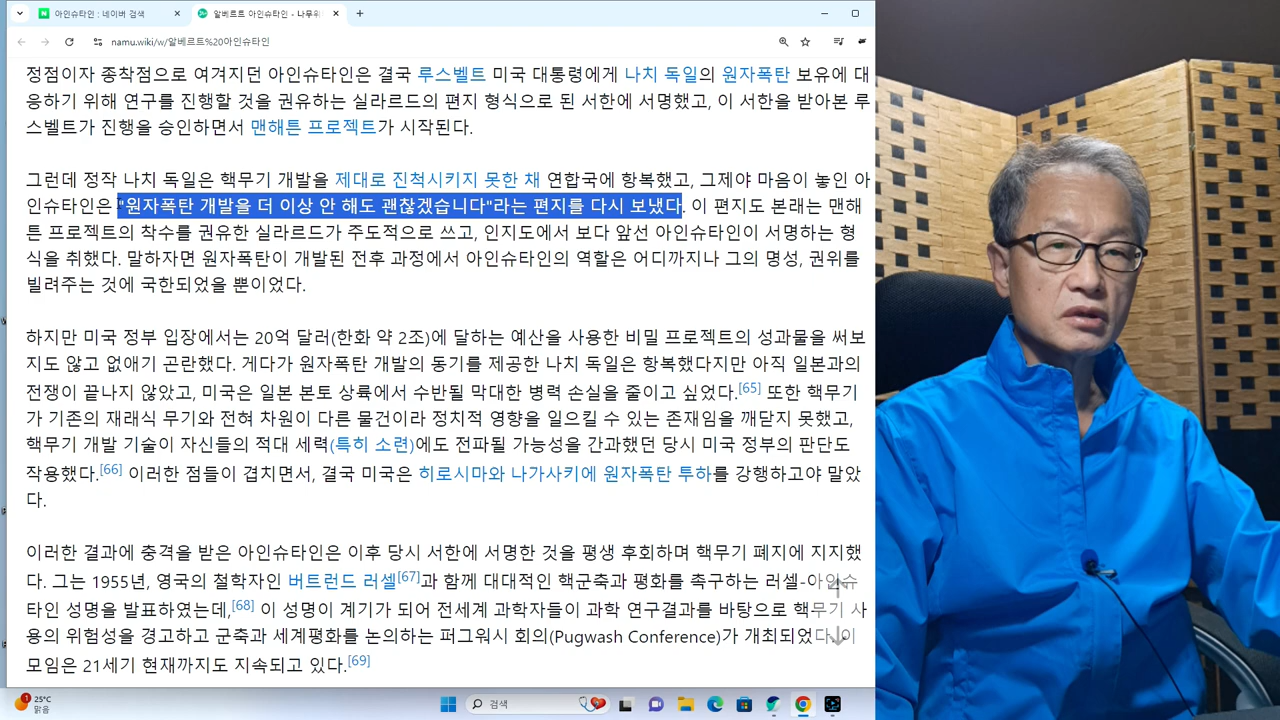 아인슈타인 : 네이버 검색
알베르트 아인슈타인 - 나무위
namu.wiki/w/알베르트%20아인슈타인
정점이자 종착점으로 여겨지던 아인슈타인은 결국 루스벨트 미국 대통령에게 나치 독일의 원자폭탄 보유에 대
응하기 위해 연구를 진행할 것을 권유하는 실라르드의 편지 형식으로 된 서한에 서명했고, 이 서한을 받아본 루
스벨트가 진행을 승인하면서 맨해튼 프로젝트가 시작된다.
그런데 정작 나치 독일은 핵무기 개발을 제대로 진척시키지 못한 채 연합국에 항복했고, 그제야 마음이 놓인 아
인슈타인은 "원자폭탄 개발을 더 이상 안 해도 괜찮겠습니다"라는 편지를 다시 보냈다. 이 편지도 본래는 맨해
튼 프로젝트의 착수를 권유한 실라르드가 주도적으로 쓰고, 인지도에서 보다 앞선 아인슈타인이 서명하는 형
식을 취했다. 말하자면 원자폭탄이 개발된 전후 과정에서 아인슈타인의 역할은 어디까지나 그의 명성, 권위를
빌려주는 것에 국한되었을 뿐이었다.
하지만 미국 정부 입장에서는 20억 달러(한화 약 2조)에 달하는 예산을 사용한 비밀 프로젝트의 성과물을 써보
지도 않고 없애기 곤란했다. 게다가 원자폭탄 개발의 동기를 제공한 나치 독일은 항복했다지만 아직 일본과의
전쟁이 끝나지 않았고, 미국은 일본 본토 상륙에서 수반될 막대한 병력 손실을 줄이고 싶었다.[65] 또한 핵무기
가 기존의 재래식 무기와 전혀 차원이 다른 물건이라 정치적 영향을 일으킬 수 있는 존재임을 깨닫지 못했고,
핵무기 개발 기술이 자신들의 적대 세력(특히 소련)에도 전파될 가능성을 간과했던 당시 미국 정부의 판단도
작용했다.[66] 이러한 점들이 겹치면서, 결국 미국은 히로시마와 나가사키에 원자폭탄 투하를 강행하고야 말았
다.
이러한 결과에 충격을 받은 아인슈타인은 이후 당시 서한에 서명한 것을 평생 후회하며 핵무기 폐지에 지지했
다. 그는 1955년, 영국의 철학자인 버트런드 러셀[67]과 함께 대대적인 핵군축과 평화를 촉구하는 러셀-아인슈
타인 성명을 발표하였는데,[68] 이 성명이 계기가 되어 전세계 과학자들이 과학 연구결과를 바탕으로 핵무기 사
용의 위험성을 경고하고 군축과 세계평화를 논의하는 퍼그워시 회의(Pugwash Conference)가 개최되었다. 이
모임은 21세기 현재까지도 지속되고 있다.[69]
1
25°C
맑음
검색